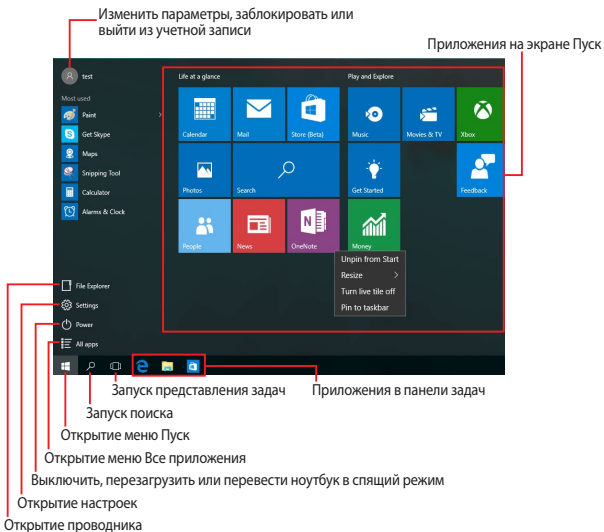 Изменить параметры, заблокировать или
выйти из учетной записи
Приложения на экране Пуск
test
Life at a glance
Play and Explore
Most used
Paint
Get Skype
Maps
Snipping Tool
Calculator
Alarms & Clock
Calendar
Mail
Store (Beta)
Music
Movies & TV
Xbox
Photos
Search
Get Started
Feedback
People
News
OneNote
Money
Unpin from Start
Resize
Turn live tile off
Pin to taskbar
File Explorer
Settings
Power
All apps
Запуск представления задач
Приложения в панели задач
Запуск поиска
Открытие меню Пуск
Открытие меню Все приложения
Выключить, перезагрузить или перевести ноутбук в спящий режим
Открытие настроек
Открытие проводника